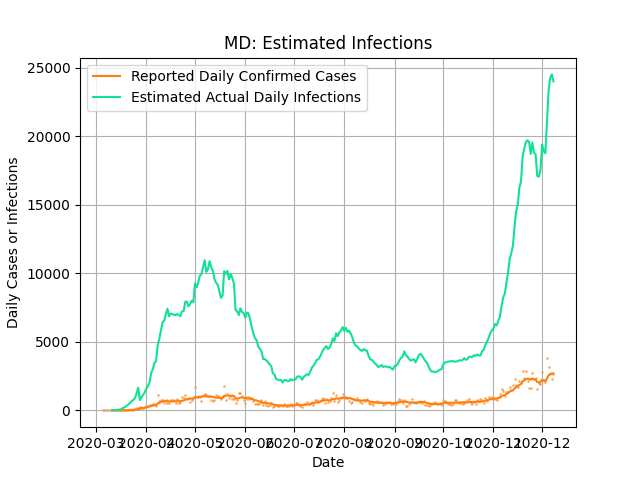 MD: Estimated Infections
Reported Daily Confirmed Cases
Estimated Actual Daily Infections
Daily Cases or Infections
25000
20000
15000
10000
5000
0
2020-03 2020-04 2020-05 2020-06 2020-07 2020-08 2020-09 2020-10 2020-11 2020-12
Date